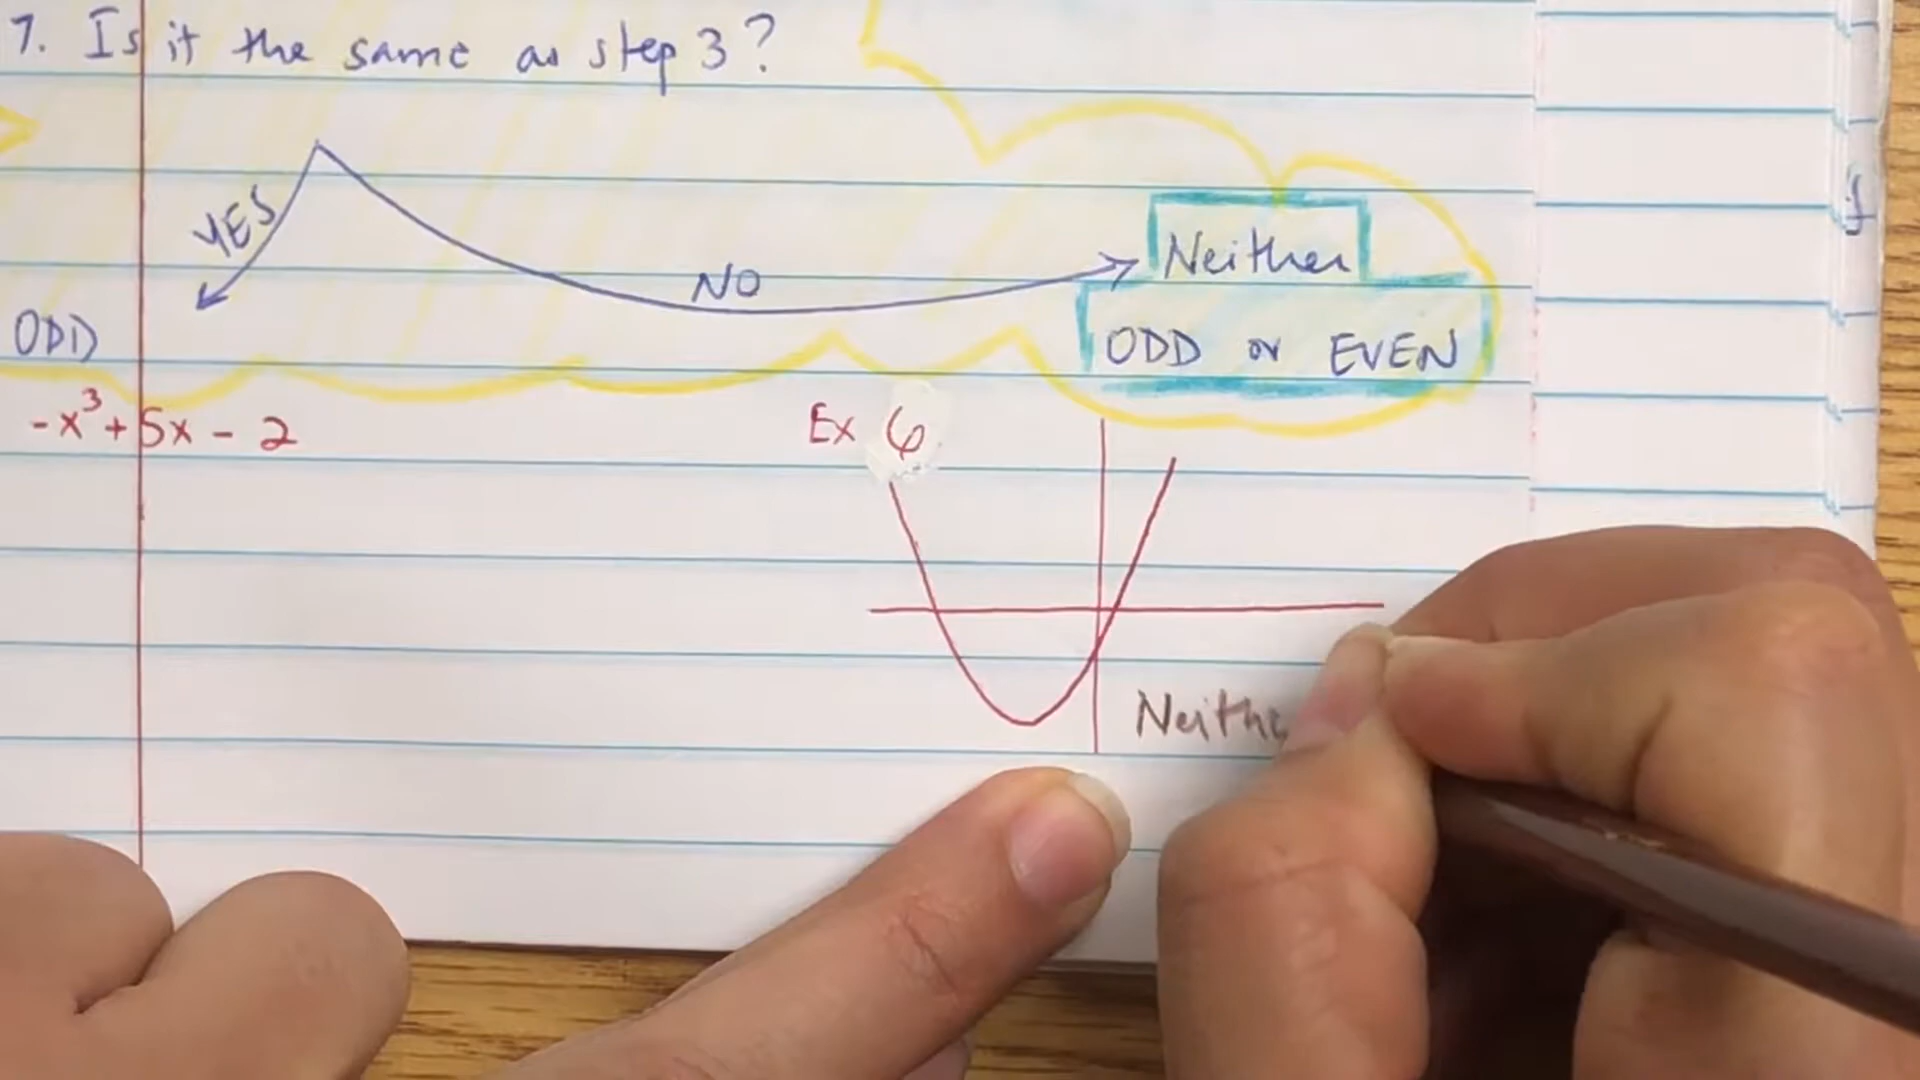 7. Is it the same as step 3?
YES
NO
Neither
ODD or EVEN
ODD
-x³+5x - 2
Ex 6
Neithe